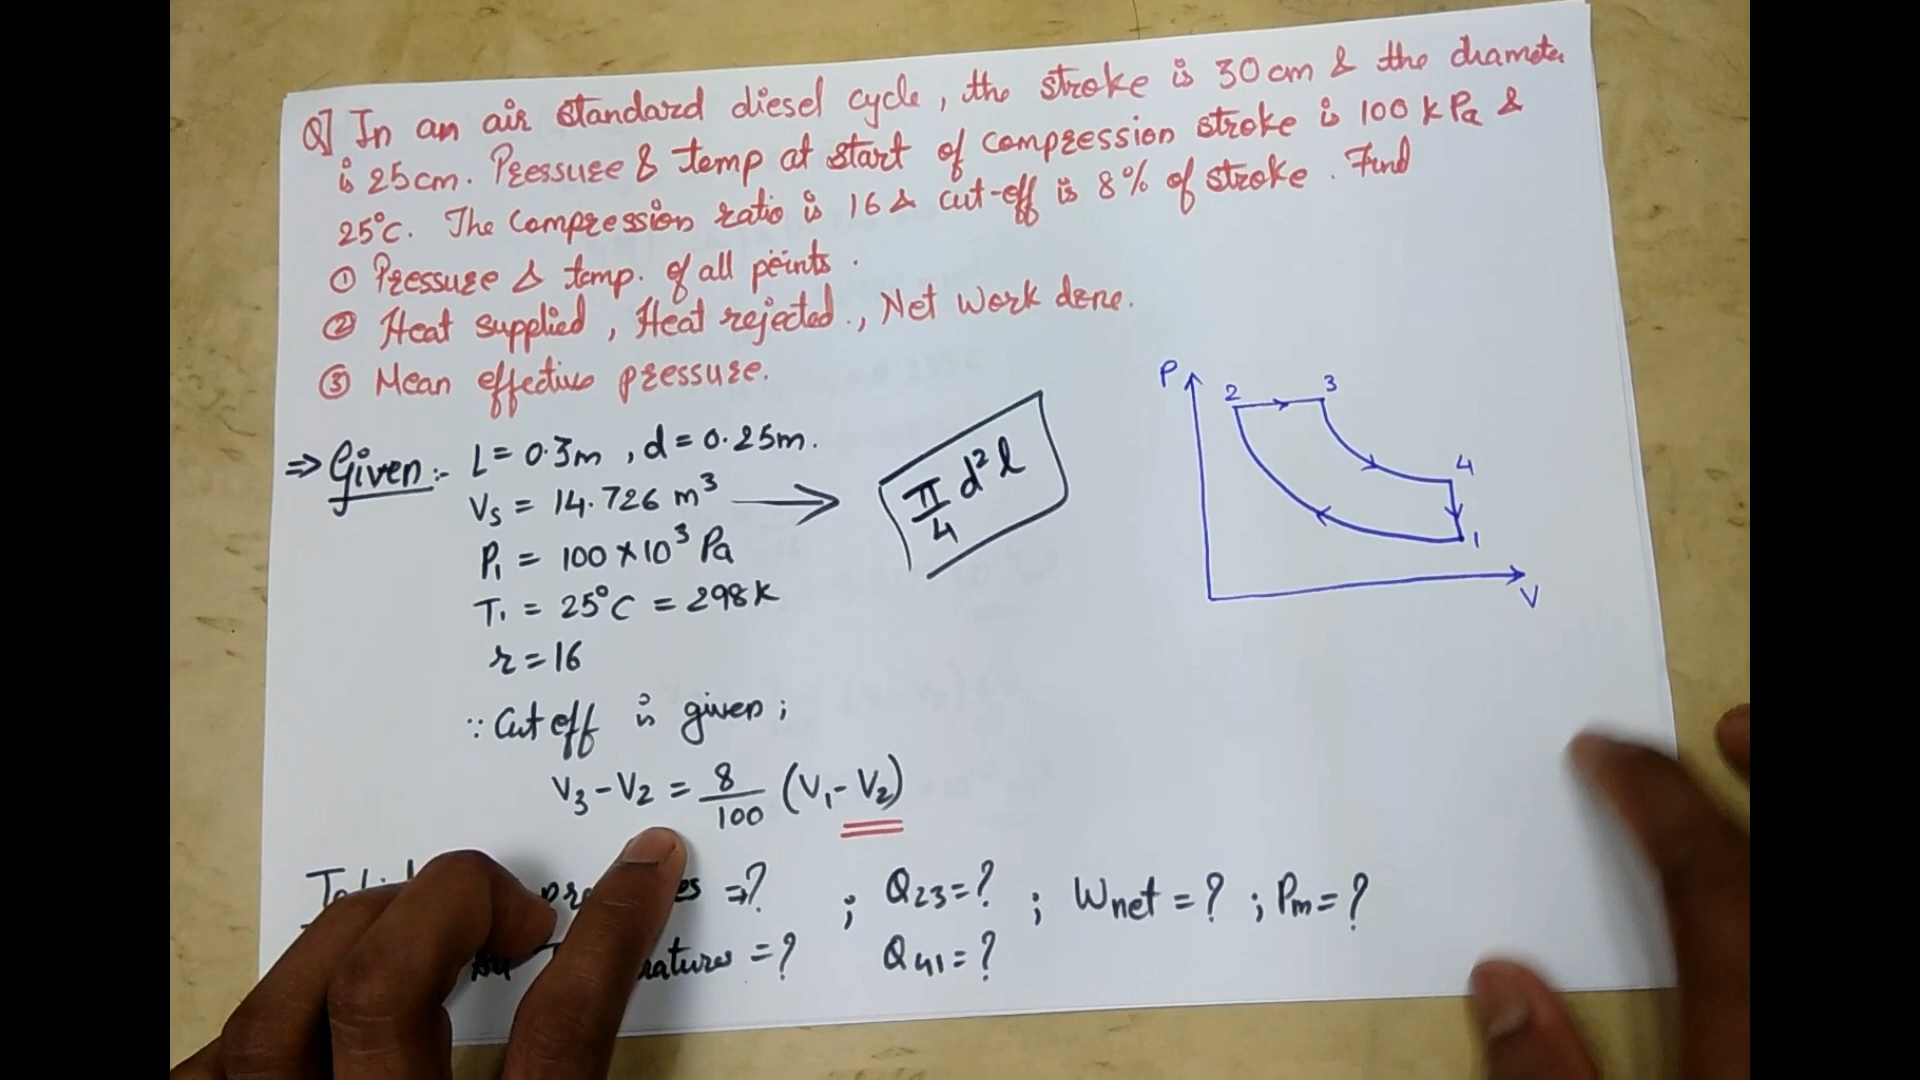 Q] In an air standard diesel cycle, the stroke is 30 cm & the diameter
is 25cm. Pressure & temp at start of compression stroke is 100 kPa &
25°C. The Compression ratio is 16 & cut-off is 8% of stroke. Find
① Pressure & temp. of all points.
② Heat supplied, Heat rejected., Net Work done.
③ Mean effective pressure.
⇒ Given:- L = 0.3m, d = 0.25m.
Vs = 14.726 m³ → π/4 d² l
P₁ = 100 × 10³ Pa
T₁ = 25°C = 298K
r = 16
∵ Cut off is given;
V₃ - V₂ = 8/100 (V₁ - V₂)
P
2
3
4
1
V
⇒? ; Q₂₃ = ? ; Wnet = ? ; Pm = ?
= ? Q₄₁ = ?